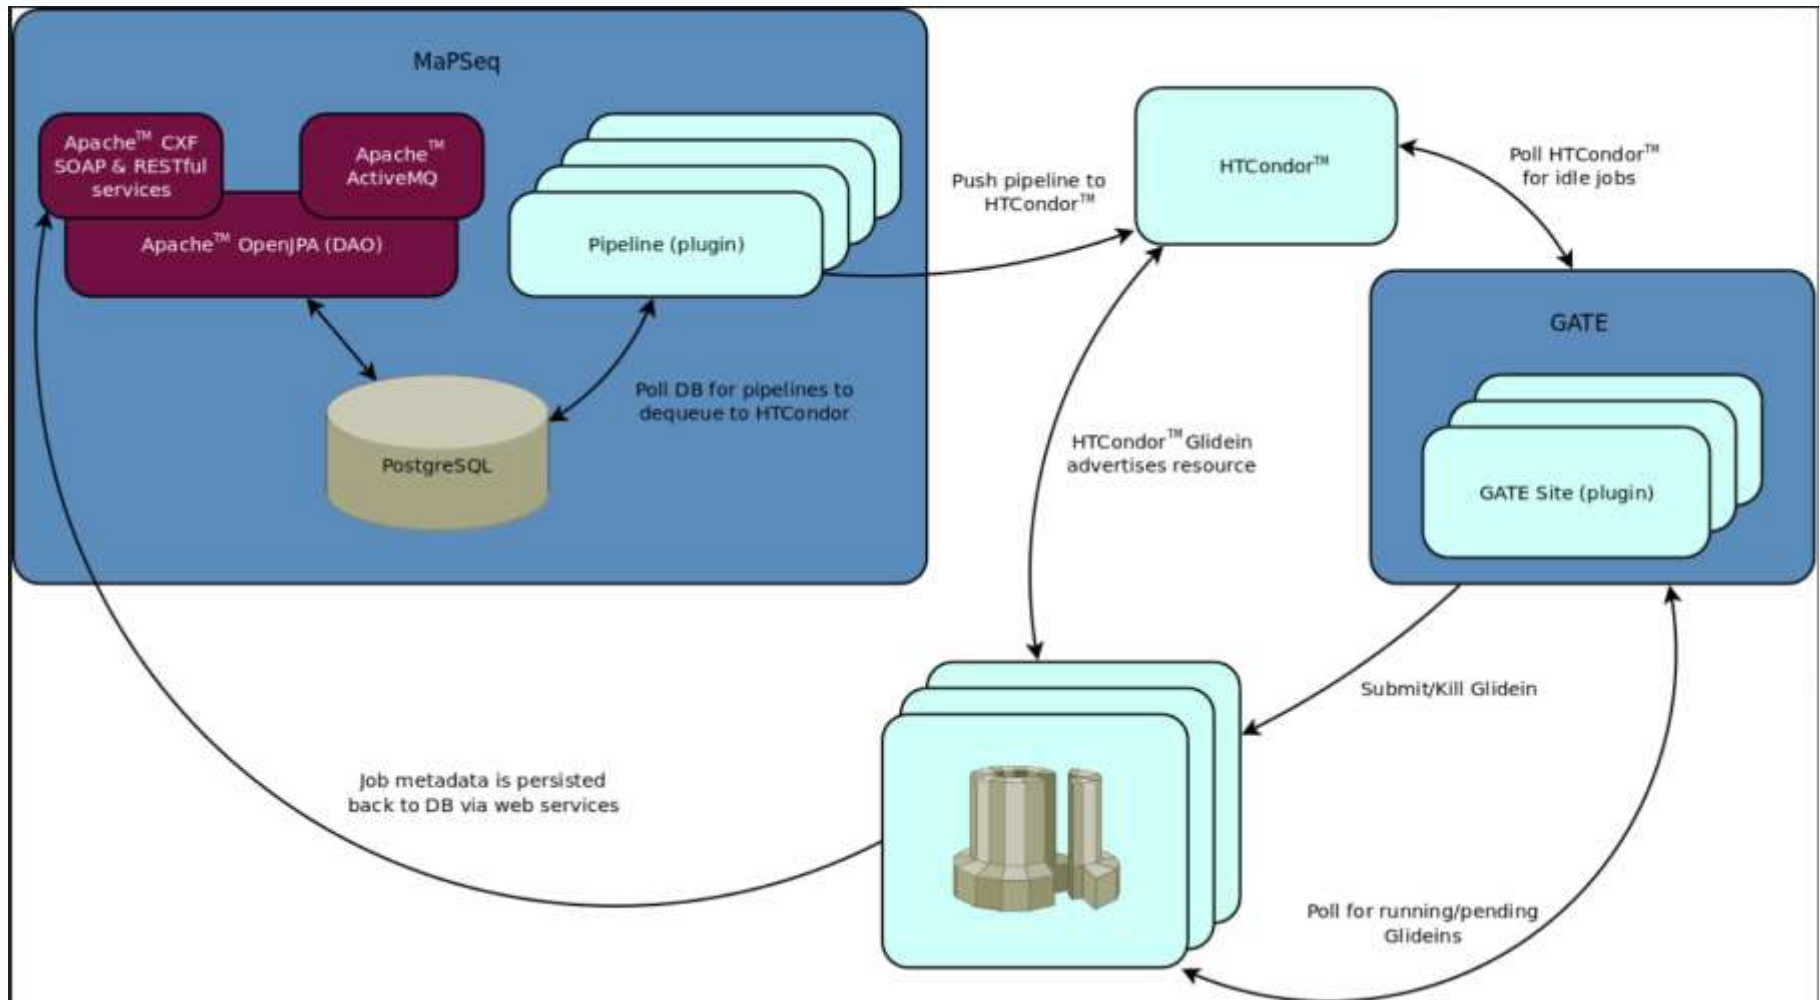 MaPSeq
Apache™ CXF
SOAP & RESTful
services
Apache™
ActiveMQ
Apache™ OpenJPA (DAO)
Pipeline (plugin)
Poll DB for pipelines to
dequeue to HTCondor
PostgreSQL
Push pipeline to
HTCondor™
HTCondor™
Poll HTCondor™
for idle jobs
GATE
GATE Site (plugin)
HTCondor™ Glidein
advertises resource
Submit/Kill Glidein
Job metadata is persisted
back to DB via web services
Poll for running/pending
Glideins